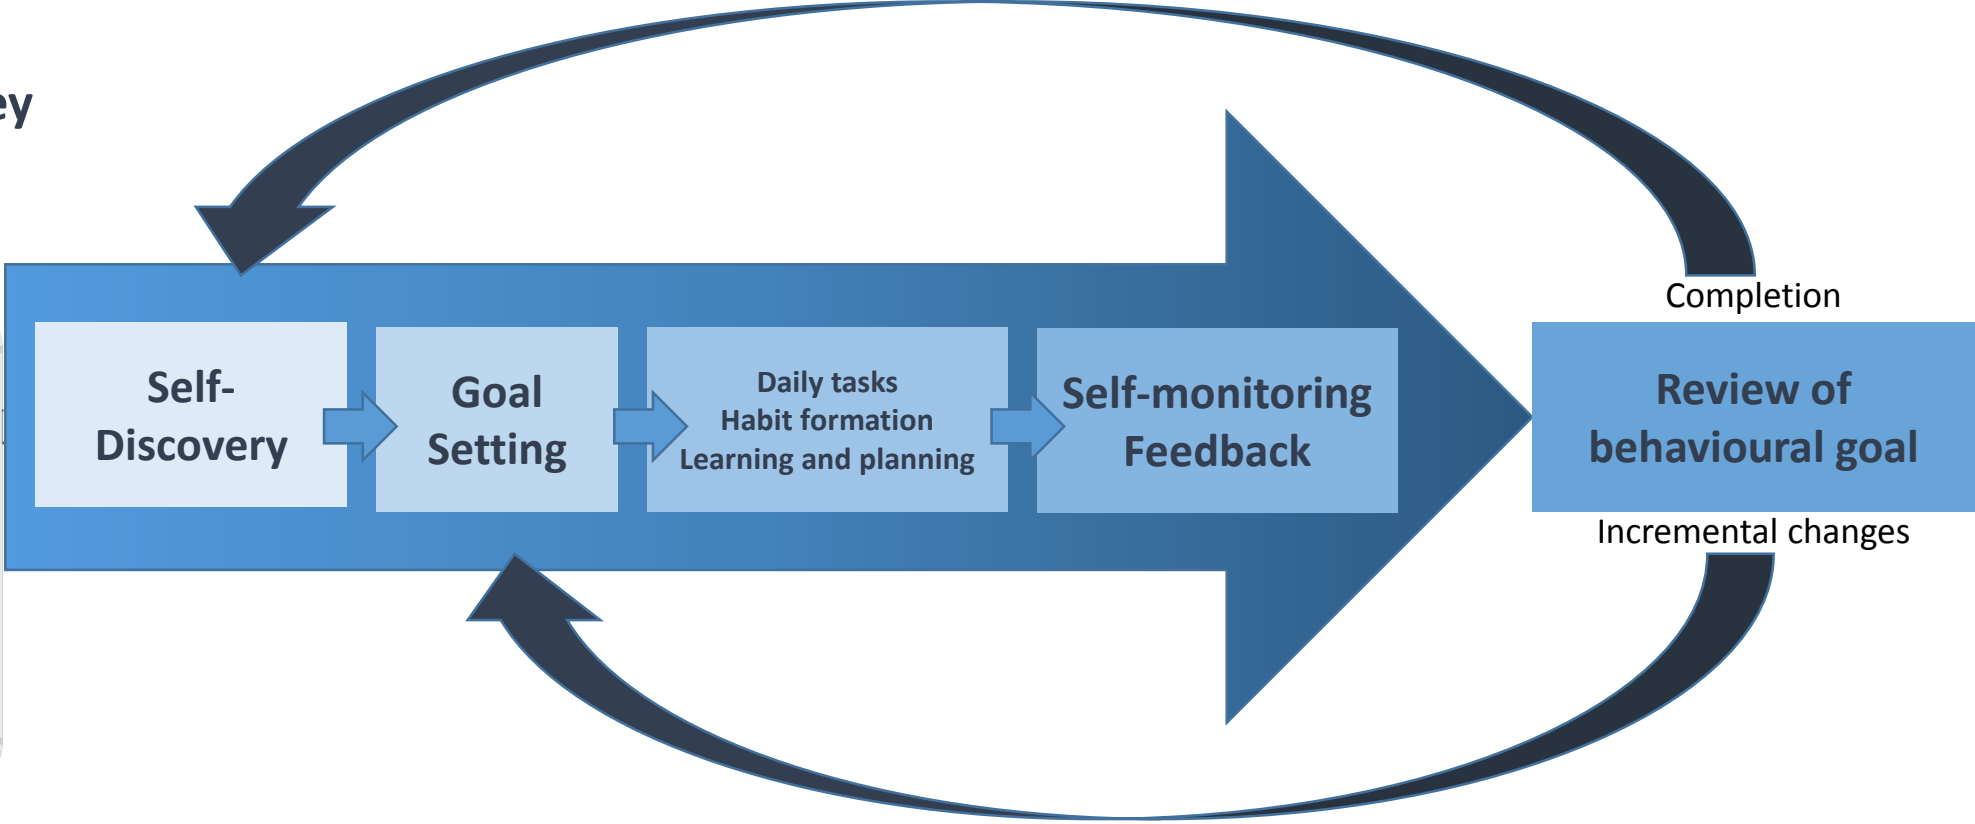 ey
Self-
Discovery
Goal
Setting
Daily tasks
Habit formation
Learning and planning
Self-monitoring
Feedback
Completion
Review of
behavioural goal
Incremental changes